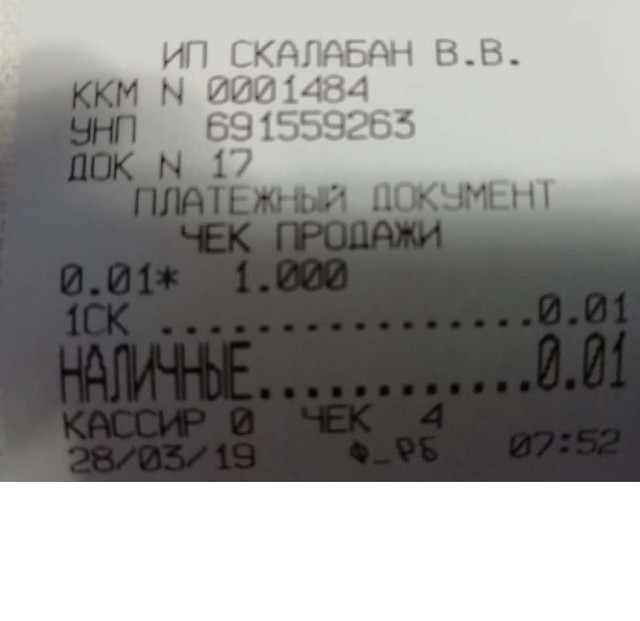 ИП СКАЛАБАН В.В.
ККМ N 0001484
УНП 691559263
ДОК N 17
ПЛАТЕЖНЫЙ ДОКУМЕНТ
ЧЕК ПРОДАЖИ
0.01* 1.000
1СК ................0.01
НАЛИЧНЫЕ............0.01
КАССИР 0 ЧЕК 4
28/03/19 Ф_РБ 07:52